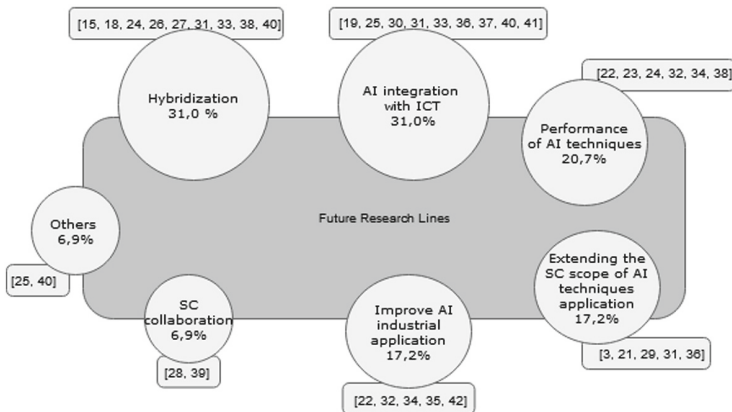 [15, 18, 24, 26, 27, 31, 33, 38, 40]
Hybridization
31,0 %
[19, 25, 30, 31, 33, 36, 37, 40, 41]
AI integration
with ICT
31,0%
[22, 23, 24, 32, 34, 38]
Performance
of AI techniques
20,7%
Future Research Lines
Others
6,9%
[25, 40]
SC
collaboration
6,9%
[28, 39]
Improve AI
industrial
application
17,2%
[22, 32, 34, 35, 42]
Extending the
SC scope of AI
techniques
application
17,2%
[3, 21, 29, 31, 36]